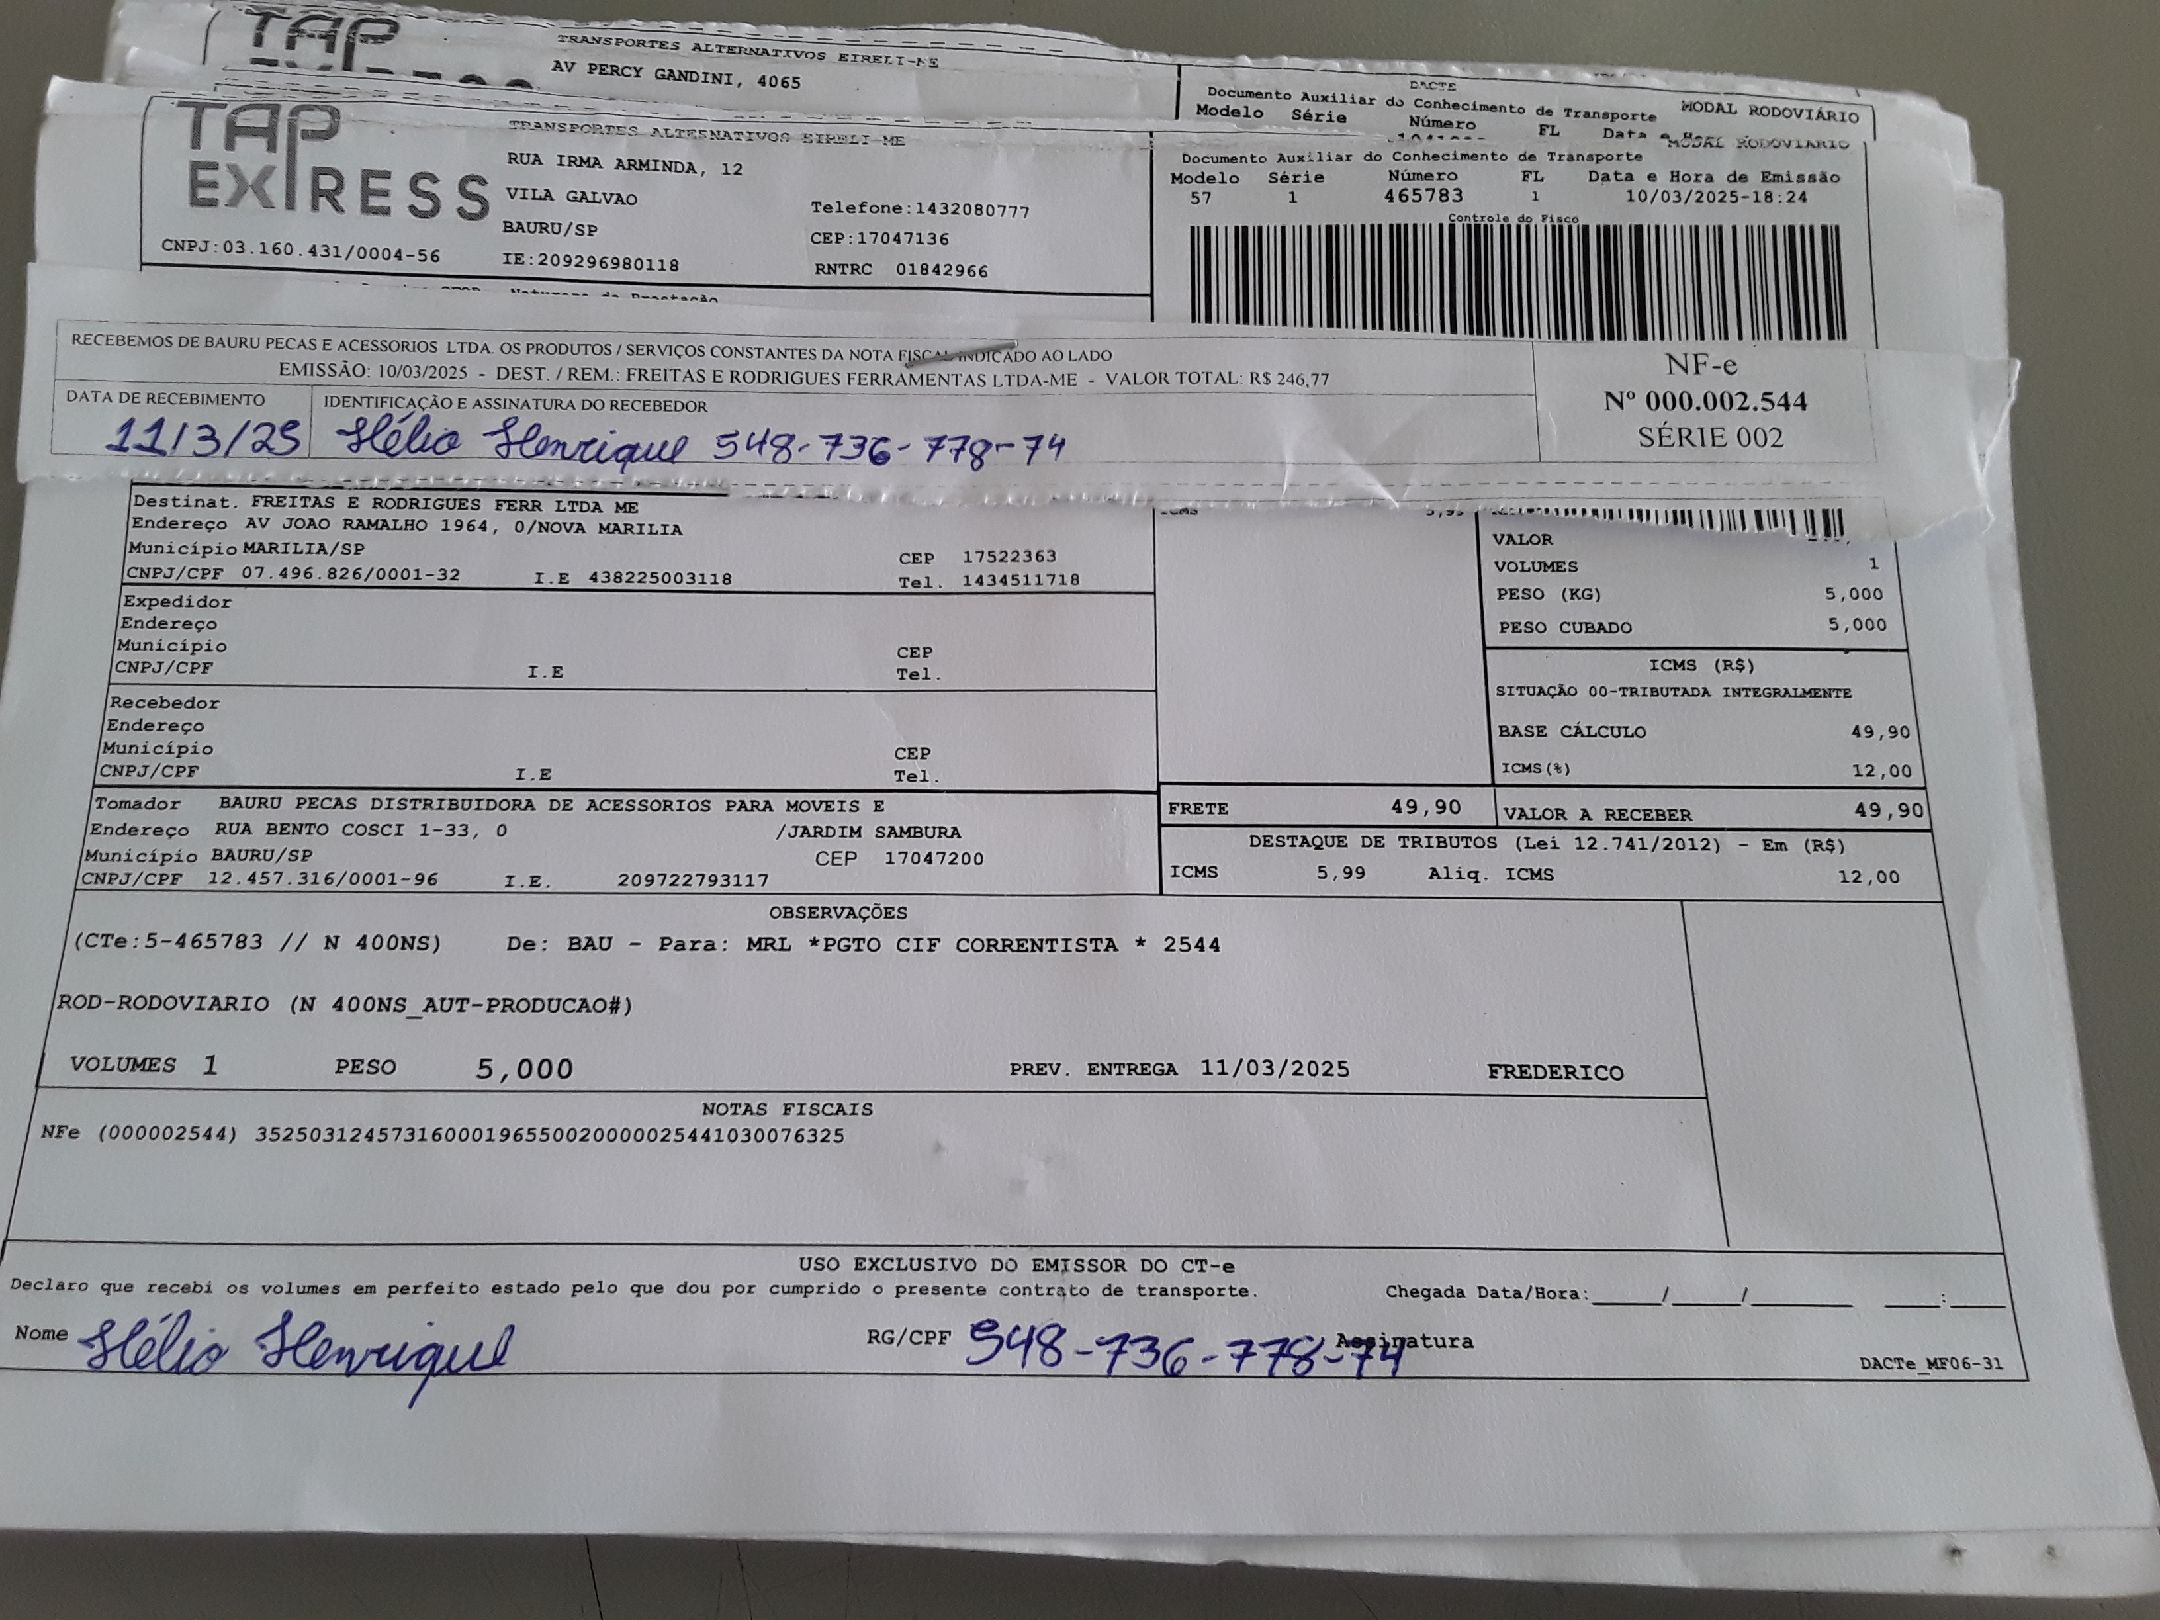 TAP
TRANSPORTES ALTERNATIVOS EIRELI-ME
AV PERCY GANDINI, 4065
DACTE
MODAL RODOVIÁRIO
Documento Auxiliar do Conhecimento de Transporte
Modelo Série Número FL Data e
TAP EXPRESS
CNPJ:03.160.431/0004-56
TRANSPORTES ALTERNATIVOS EIRELI-ME
RUA IRMA ARMINDA, 12
VILA GALVAO
BAURU/SP
IE:209296980118
Telefone:1432080777
CEP:17047136
RNTRC 01842966
MODAL RODOVIÁRIO
Documento Auxiliar do Conhecimento de Transporte
Modelo Série Número FL Data e Hora de Emissão
57 1 465783 1 10/03/2025-18:24
Controle do Fisco
Natureza da Prestação
RECEBEMOS DE BAURU PECAS E ACESSORIOS LTDA. OS PRODUTOS / SERVIÇOS CONSTANTES DA NOTA FISCAL INDICADO AO LADO
EMISSÃO: 10/03/2025 - DEST. / REM.: FREITAS E RODRIGUES FERRAMENTAS LTDA-ME - VALOR TOTAL: R$ 246,77
DATA DE RECEBIMENTO
11/3/25
IDENTIFICAÇÃO E ASSINATURA DO RECEBEDOR
Hélio Henrique 548-736-778-74
NF-e
Nº 000.002.544
SÉRIE 002
Destinat. FREITAS E RODRIGUES FERR LTDA ME
Endereço AV JOAO RAMALHO 1964, 0/NOVA MARILIA
Município MARILIA/SP CEP 17522363
CNPJ/CPF 07.496.826/0001-32 I.E 438225003118 Tel. 1434511718
Expedidor
Endereço
Município CEP
CNPJ/CPF I.E Tel.
Recebedor
Endereço
Município CEP
CNPJ/CPF I.E Tel.
Tomador BAURU PECAS DISTRIBUIDORA DE ACESSORIOS PARA MOVEIS E
Endereço RUA BENTO COSCI 1-33, 0 /JARDIM SAMBURA
Município BAURU/SP CEP 17047200
CNPJ/CPF 12.457.316/0001-96 I.E. 209722793117
ICMS 5,99
VALOR
VOLUMES 1
PESO (KG) 5,000
PESO CUBADO 5,000
ICMS (R$)
SITUAÇÃO 00-TRIBUTADA INTEGRALMENTE
BASE CÁLCULO 49,90
ICMS(%) 12,00
FRETE 49,90 VALOR A RECEBER 49,90
DESTAQUE DE TRIBUTOS (Lei 12.741/2012) - Em (R$)
ICMS 5,99 Aliq. ICMS 12,00
OBSERVAÇÕES
(CTe:5-465783 // N 400NS) De: BAU - Para: MRL *PGTO CIF CORRENTISTA * 2544
ROD-RODOVIARIO (N 400NS_AUT-PRODUCAO#)
VOLUMES 1 PESO 5,000 PREV. ENTREGA 11/03/2025 FREDERICO
NOTAS FISCAIS
NFe (000002544) 35250312457316000196550020000025441030076325
USO EXCLUSIVO DO EMISSOR DO CT-e
Declaro que recebi os volumes em perfeito estado pelo que dou por cumprido o presente contrato de transporte. Chegada Data/Hora:_____/_____/_______ ____:____
Nome Hélio Henrique RG/CPF 548-736-778-74 Assinatura
DACTe_MF06-31